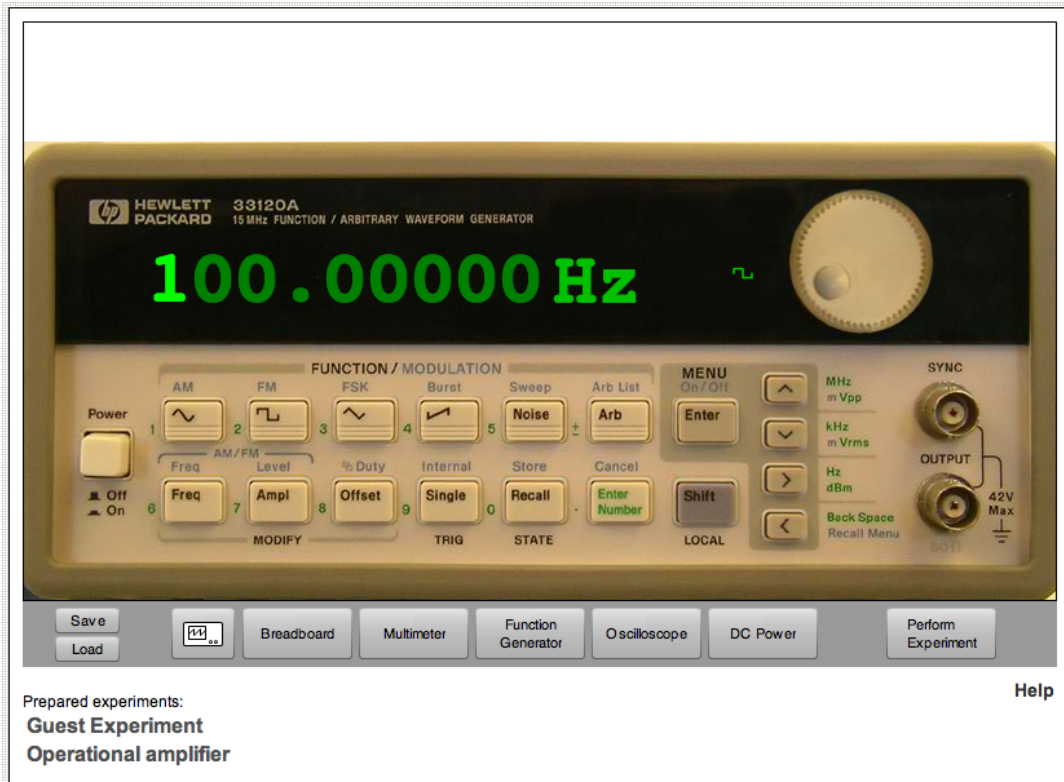 hp HEWLETT PACKARD 33120A
15 MHz FUNCTION / ARBITRARY WAVEFORM GENERATOR
100.00000Hz
FUNCTION / MODULATION
AM FM FSK Burst Sweep Arb List
1 2 3 4 5 Noise ± Arb
MENU
On/Off
Enter
MHz
m Vpp
kHz
m Vrms
Hz
dBm
Back Space
Recall Menu
SYNC
OUTPUT
42V
Max
50Ω
Power
Off
On
AM/FM
Freq Level % Duty Internal Store Cancel
6 Freq 7 Ampl 8 Offset 9 Single 0 Recall . Enter Number
Shift
MODIFY TRIG STATE LOCAL
Save
Load
Breadboard
Multimeter
Function
Generator
Oscilloscope
DC Power
Perform
Experiment
Help
Prepared experiments:
Guest Experiment
Operational amplifier